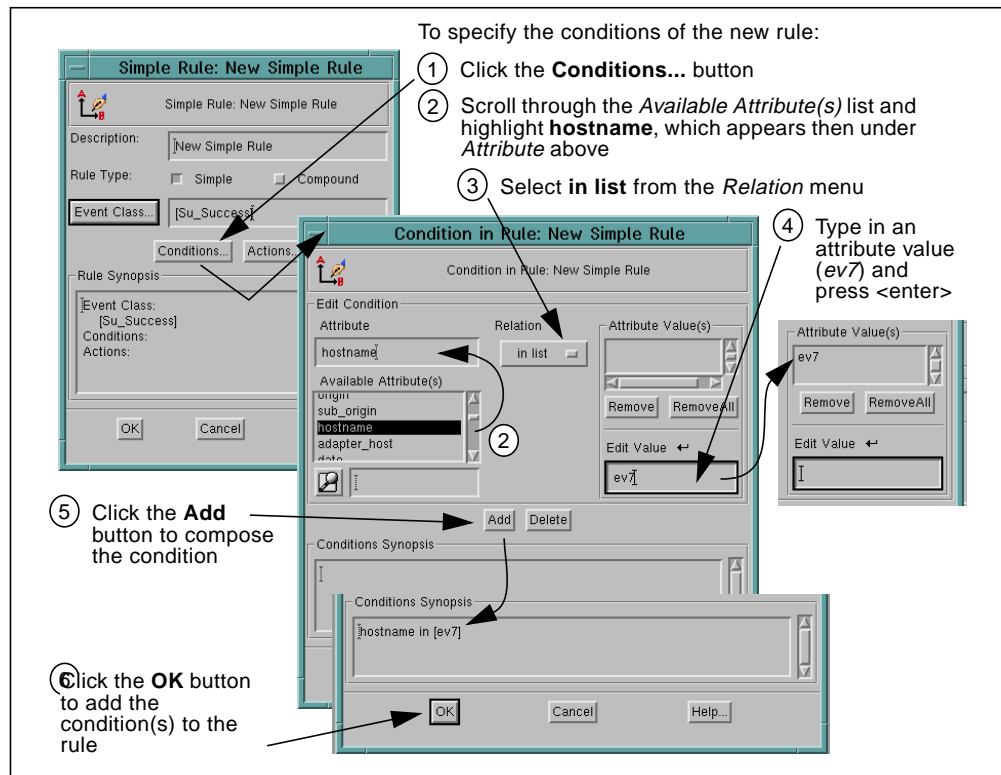 To specify the conditions of the new rule:
1 Click the Conditions... button
2 Scroll through the Available Attribute(s) list and
highlight hostname, which appears then under
Attribute above
3 Select in list from the Relation menu
4 Type in an
attribute value
(ev7) and
press <enter>
Simple Rule: New Simple Rule
Simple Rule: New Simple Rule
Description:
New Simple Rule
Rule Type:
Simple
Compound
Event Class...
[Su_Success]
Conditions...
Actions.
Rule Synopsis
Event Class:
[Su_Success]
Conditions:
Actions:
OK
Cancel
Condition in Rule: New Simple Rule
Condition in Rule: New Simple Rule
Edit Condition
Attribute
Relation
Attribute Value(s)
hostname
in list
Available Attribute(s)
origin
sub_origin
hostname
adapter_host
date
2
Remove
RemoveAll
Edit Value ↵
ev7
Attribute Value(s)
ev7
Remove
RemoveAll
Edit Value ↵
5 Click the Add
button to compose
the condition
Add
Delete
Conditions Synopsis
Conditions Synopsis
hostname in [ev7]
6 Click the OK button
to add the
condition(s) to the
rule
OK
Cancel
Help...